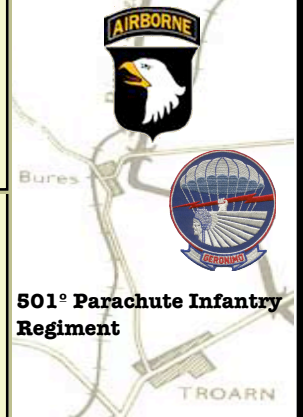 AIRBORNE
Bures
GERONIMO
501º Parachute Infantry
Regiment
TROARN